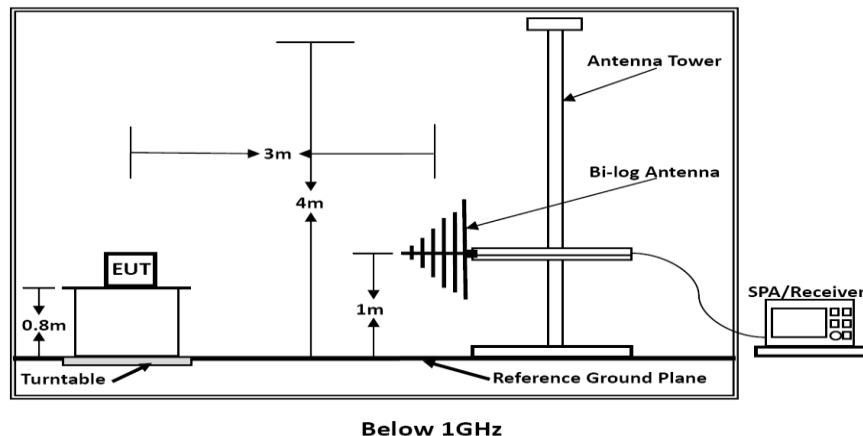 Antenna Tower
3m
Bi-log Antenna
4m
EUT
SPA/Receiver
0.8m
1m
Turntable
Reference Ground Plane
Below 1GHz